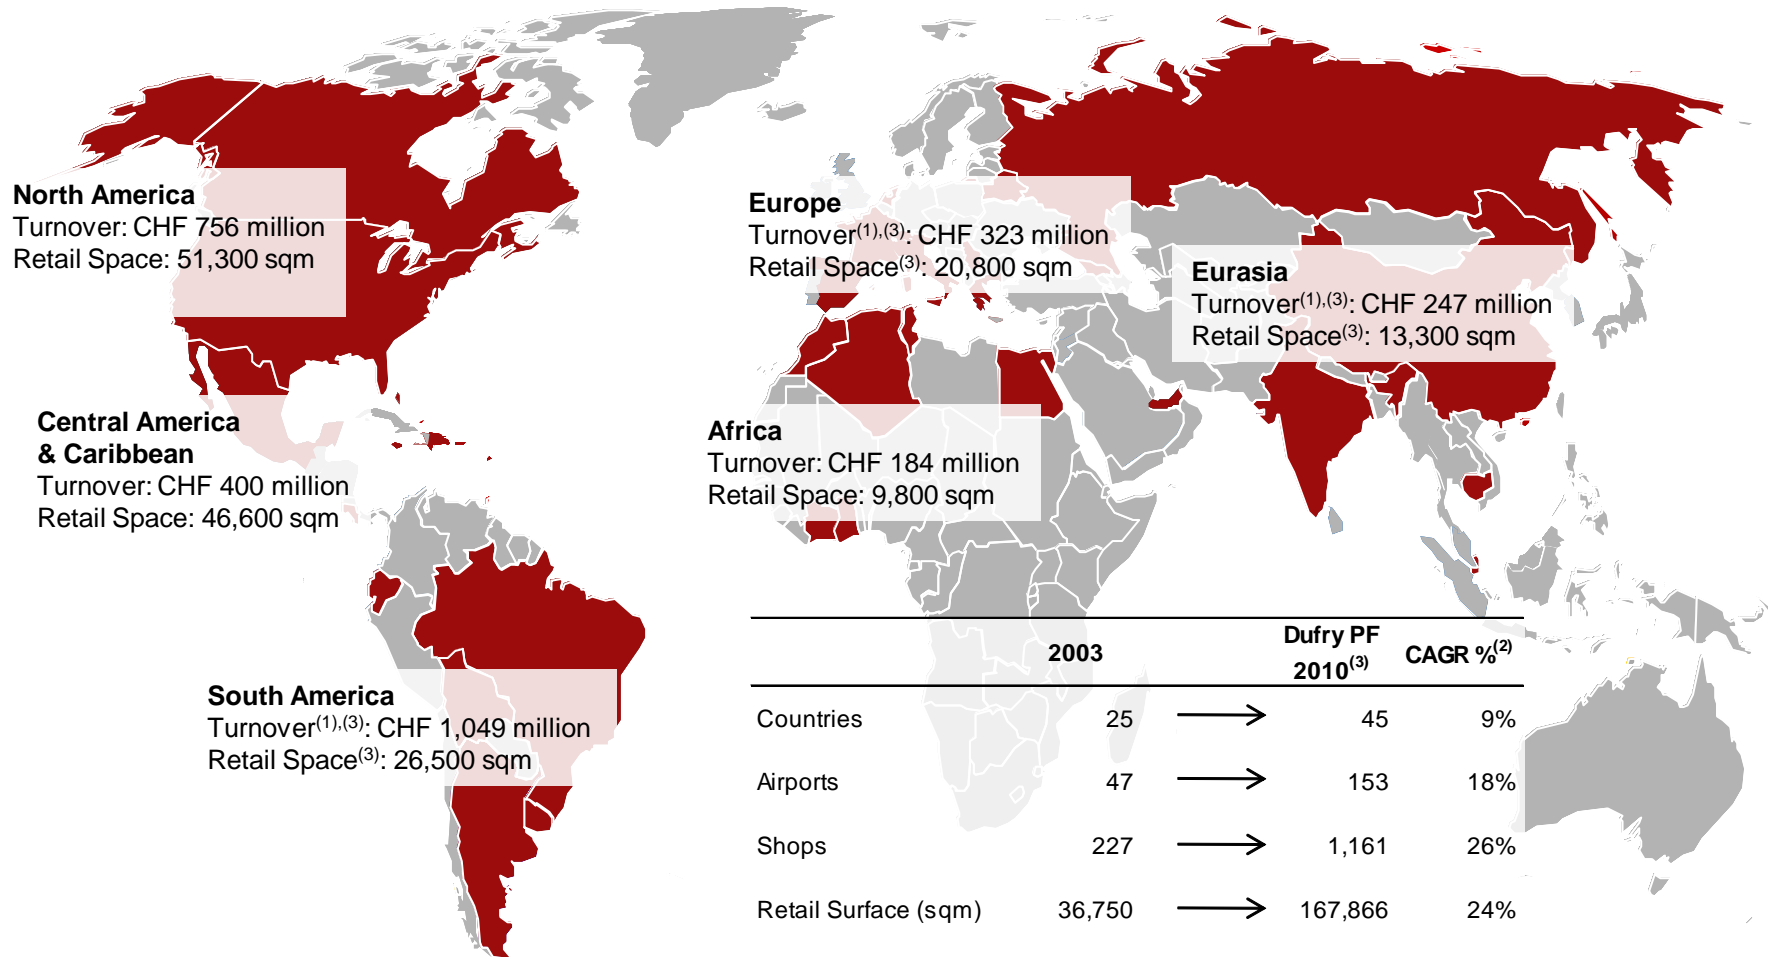 North America
Turnover: CHF 756 million
Retail Space: 51,300 sqm
Europe
Turnover(1),(3): CHF 323 million
Retail Space(3): 20,800 sqm
Eurasia
Turnover(1),(3): CHF 247 million
Retail Space(3): 13,300 sqm
Central America
& Caribbean
Turnover: CHF 400 million
Retail Space: 46,600 sqm
Africa
Turnover: CHF 184 million
Retail Space: 9,800 sqm
South America
Turnover(1),(3): CHF 1,049 million
Retail Space(3): 26,500 sqm
2003 Dufry PF 2010(3) CAGR %(2)
Countries 25 45 9%
Airports 47 153 18%
Shops 227 1,161 26%
Retail Surface (sqm) 36,750 167,866 24%